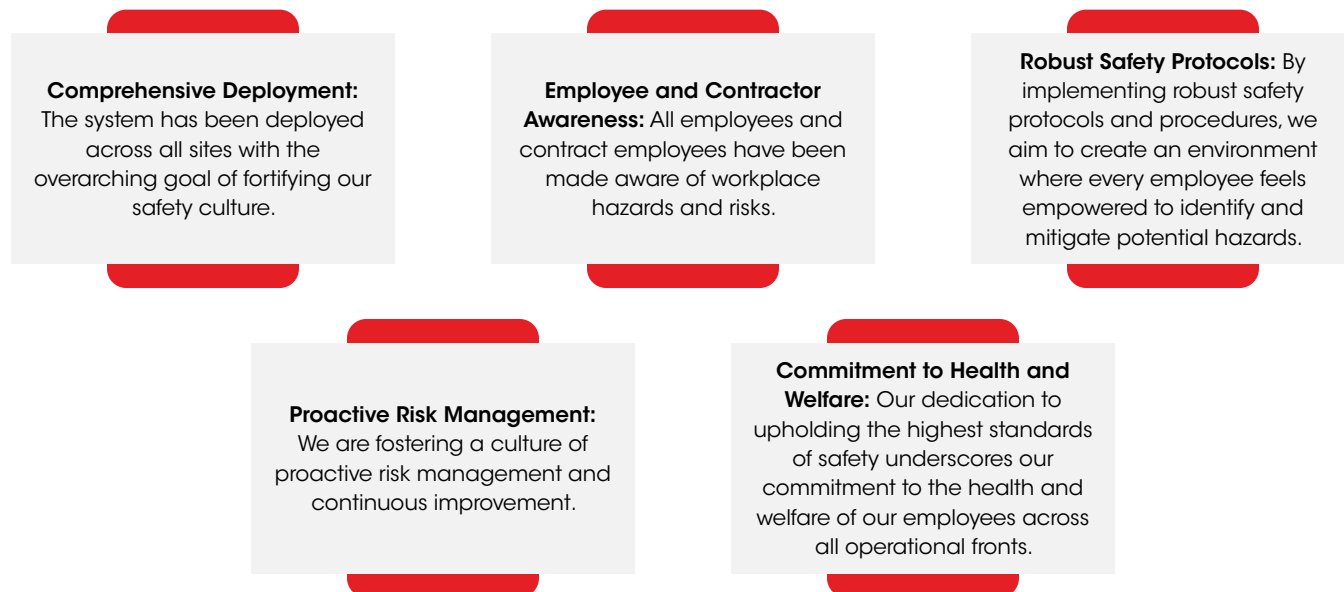 Comprehensive Deployment:
The system has been deployed
across all sites with the
overarching goal of fortifying our
safety culture.
Employee and Contractor
Awareness: All employees and
contract employees have been
made aware of workplace
hazards and risks.
Robust Safety Protocols: By
implementing robust safety
protocols and procedures, we
aim to create an environment
where every employee feels
empowered to identify and
mitigate potential hazards.
Proactive Risk Management:
We are fostering a culture of
proactive risk management and
continuous improvement.
Commitment to Health and
Welfare: Our dedication to
upholding the highest standards
of safety underscores our
commitment to the health and
welfare of our employees across
all operational fronts.